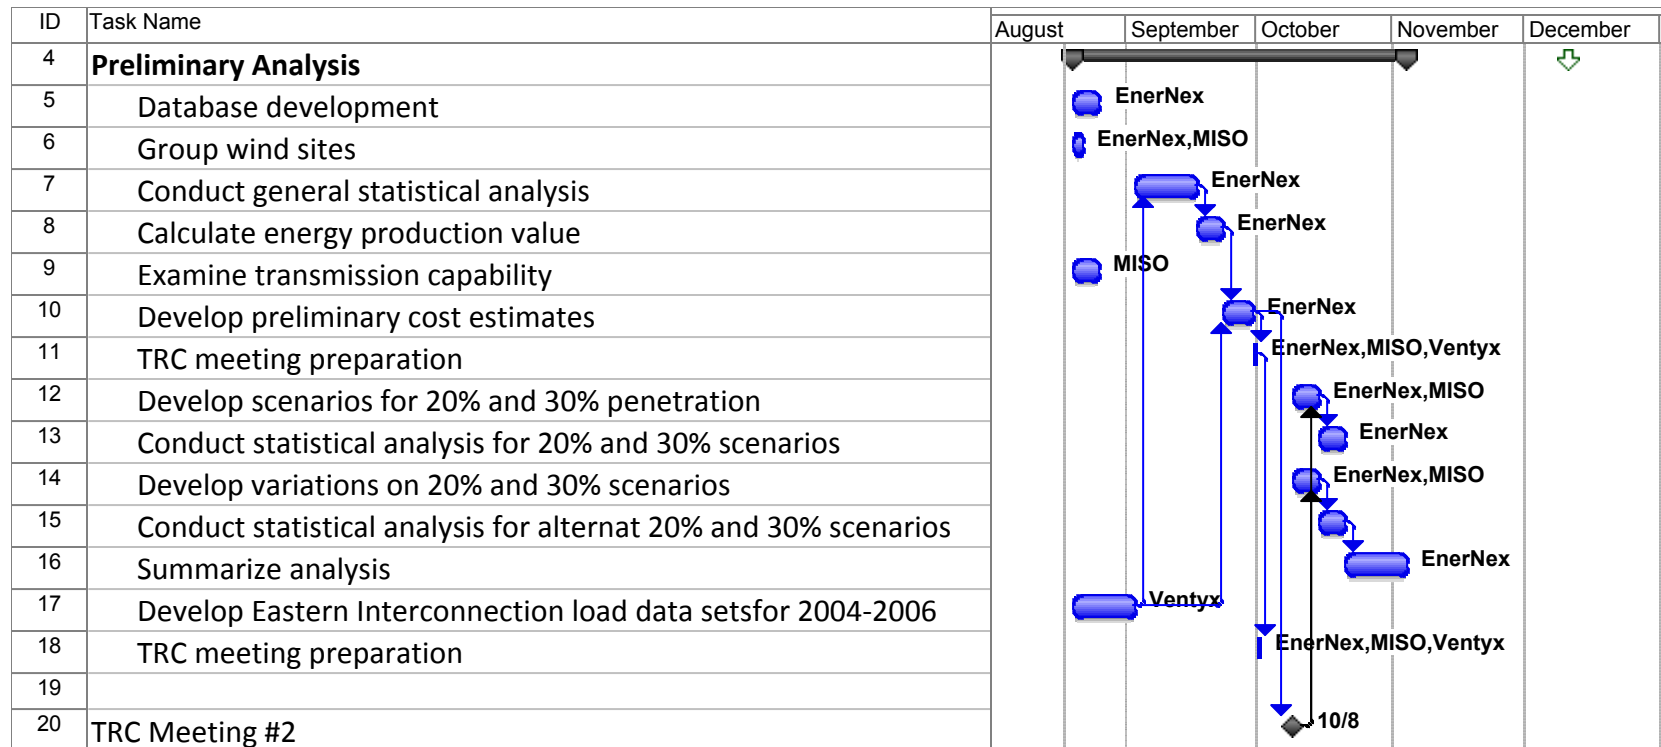 ID Task Name August September October November December
4 Preliminary Analysis
5 Database development EnerNex
6 Group wind sites EnerNex,MISO
7 Conduct general statistical analysis EnerNex
8 Calculate energy production value EnerNex
9 Examine transmission capability MISO
10 Develop preliminary cost estimates EnerNex
11 TRC meeting preparation EnerNex,MISO,Ventyx
12 Develop scenarios for 20% and 30% penetration EnerNex,MISO
13 Conduct statistical analysis for 20% and 30% scenarios EnerNex
14 Develop variations on 20% and 30% scenarios EnerNex,MISO
15 Conduct statistical analysis for alternat 20% and 30% scenarios
16 Summarize analysis EnerNex
17 Develop Eastern Interconnection load data setsfor 2004-2006 Ventyx
18 TRC meeting preparation EnerNex,MISO,Ventyx
19
20 TRC Meeting #2 10/8